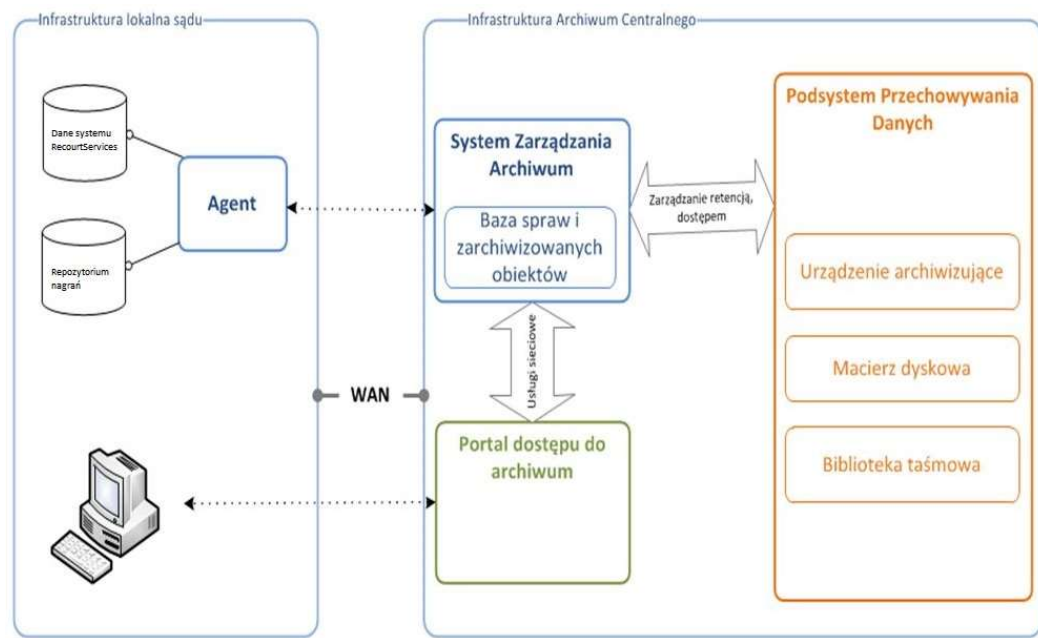 Infrastruktura lokalna sądu
Dane systemu
RecourtServices
Agent
Repozytorium
nagrań
WAN
Infrastruktura Archiwum Centralnego
System Zarządzania
Archiwum
Baza spraw i
zarchiwizowanych
obiektów
Zarządzanie retencją,
dostępem
Usługi sieciowe
Portal dostępu do
archiwum
Podsystem Przechowywania
Danych
Urządzenie archiwizujące
Macierz dyskowa
Biblioteka taśmowa